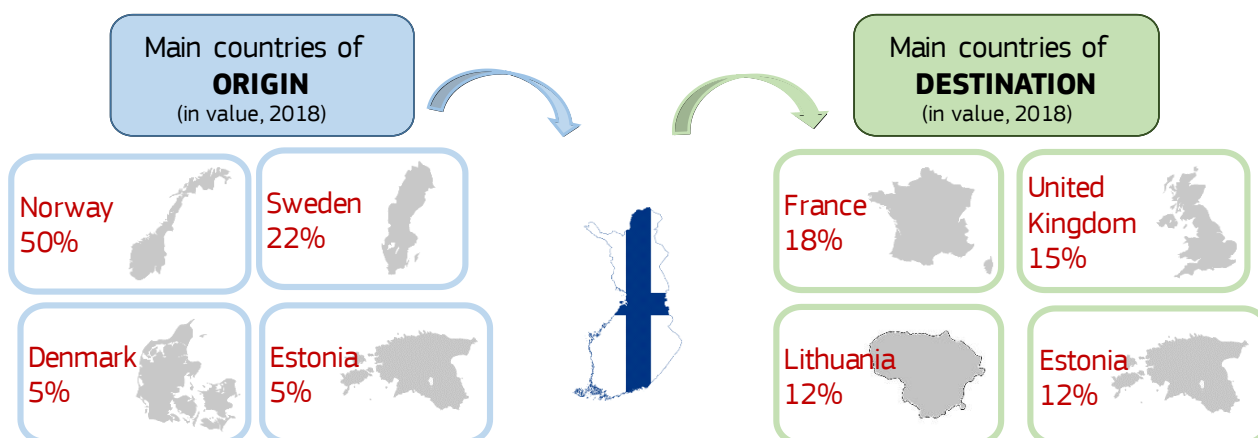 Main countries of
ORIGIN
(in value, 2018)
Main countries of
DESTINATION
(in value, 2018)
Norway
50%
Sweden
22%
France
18%
United
Kingdom
15%
Denmark
5%
Estonia
5%
Lithuania
12%
Estonia
12%